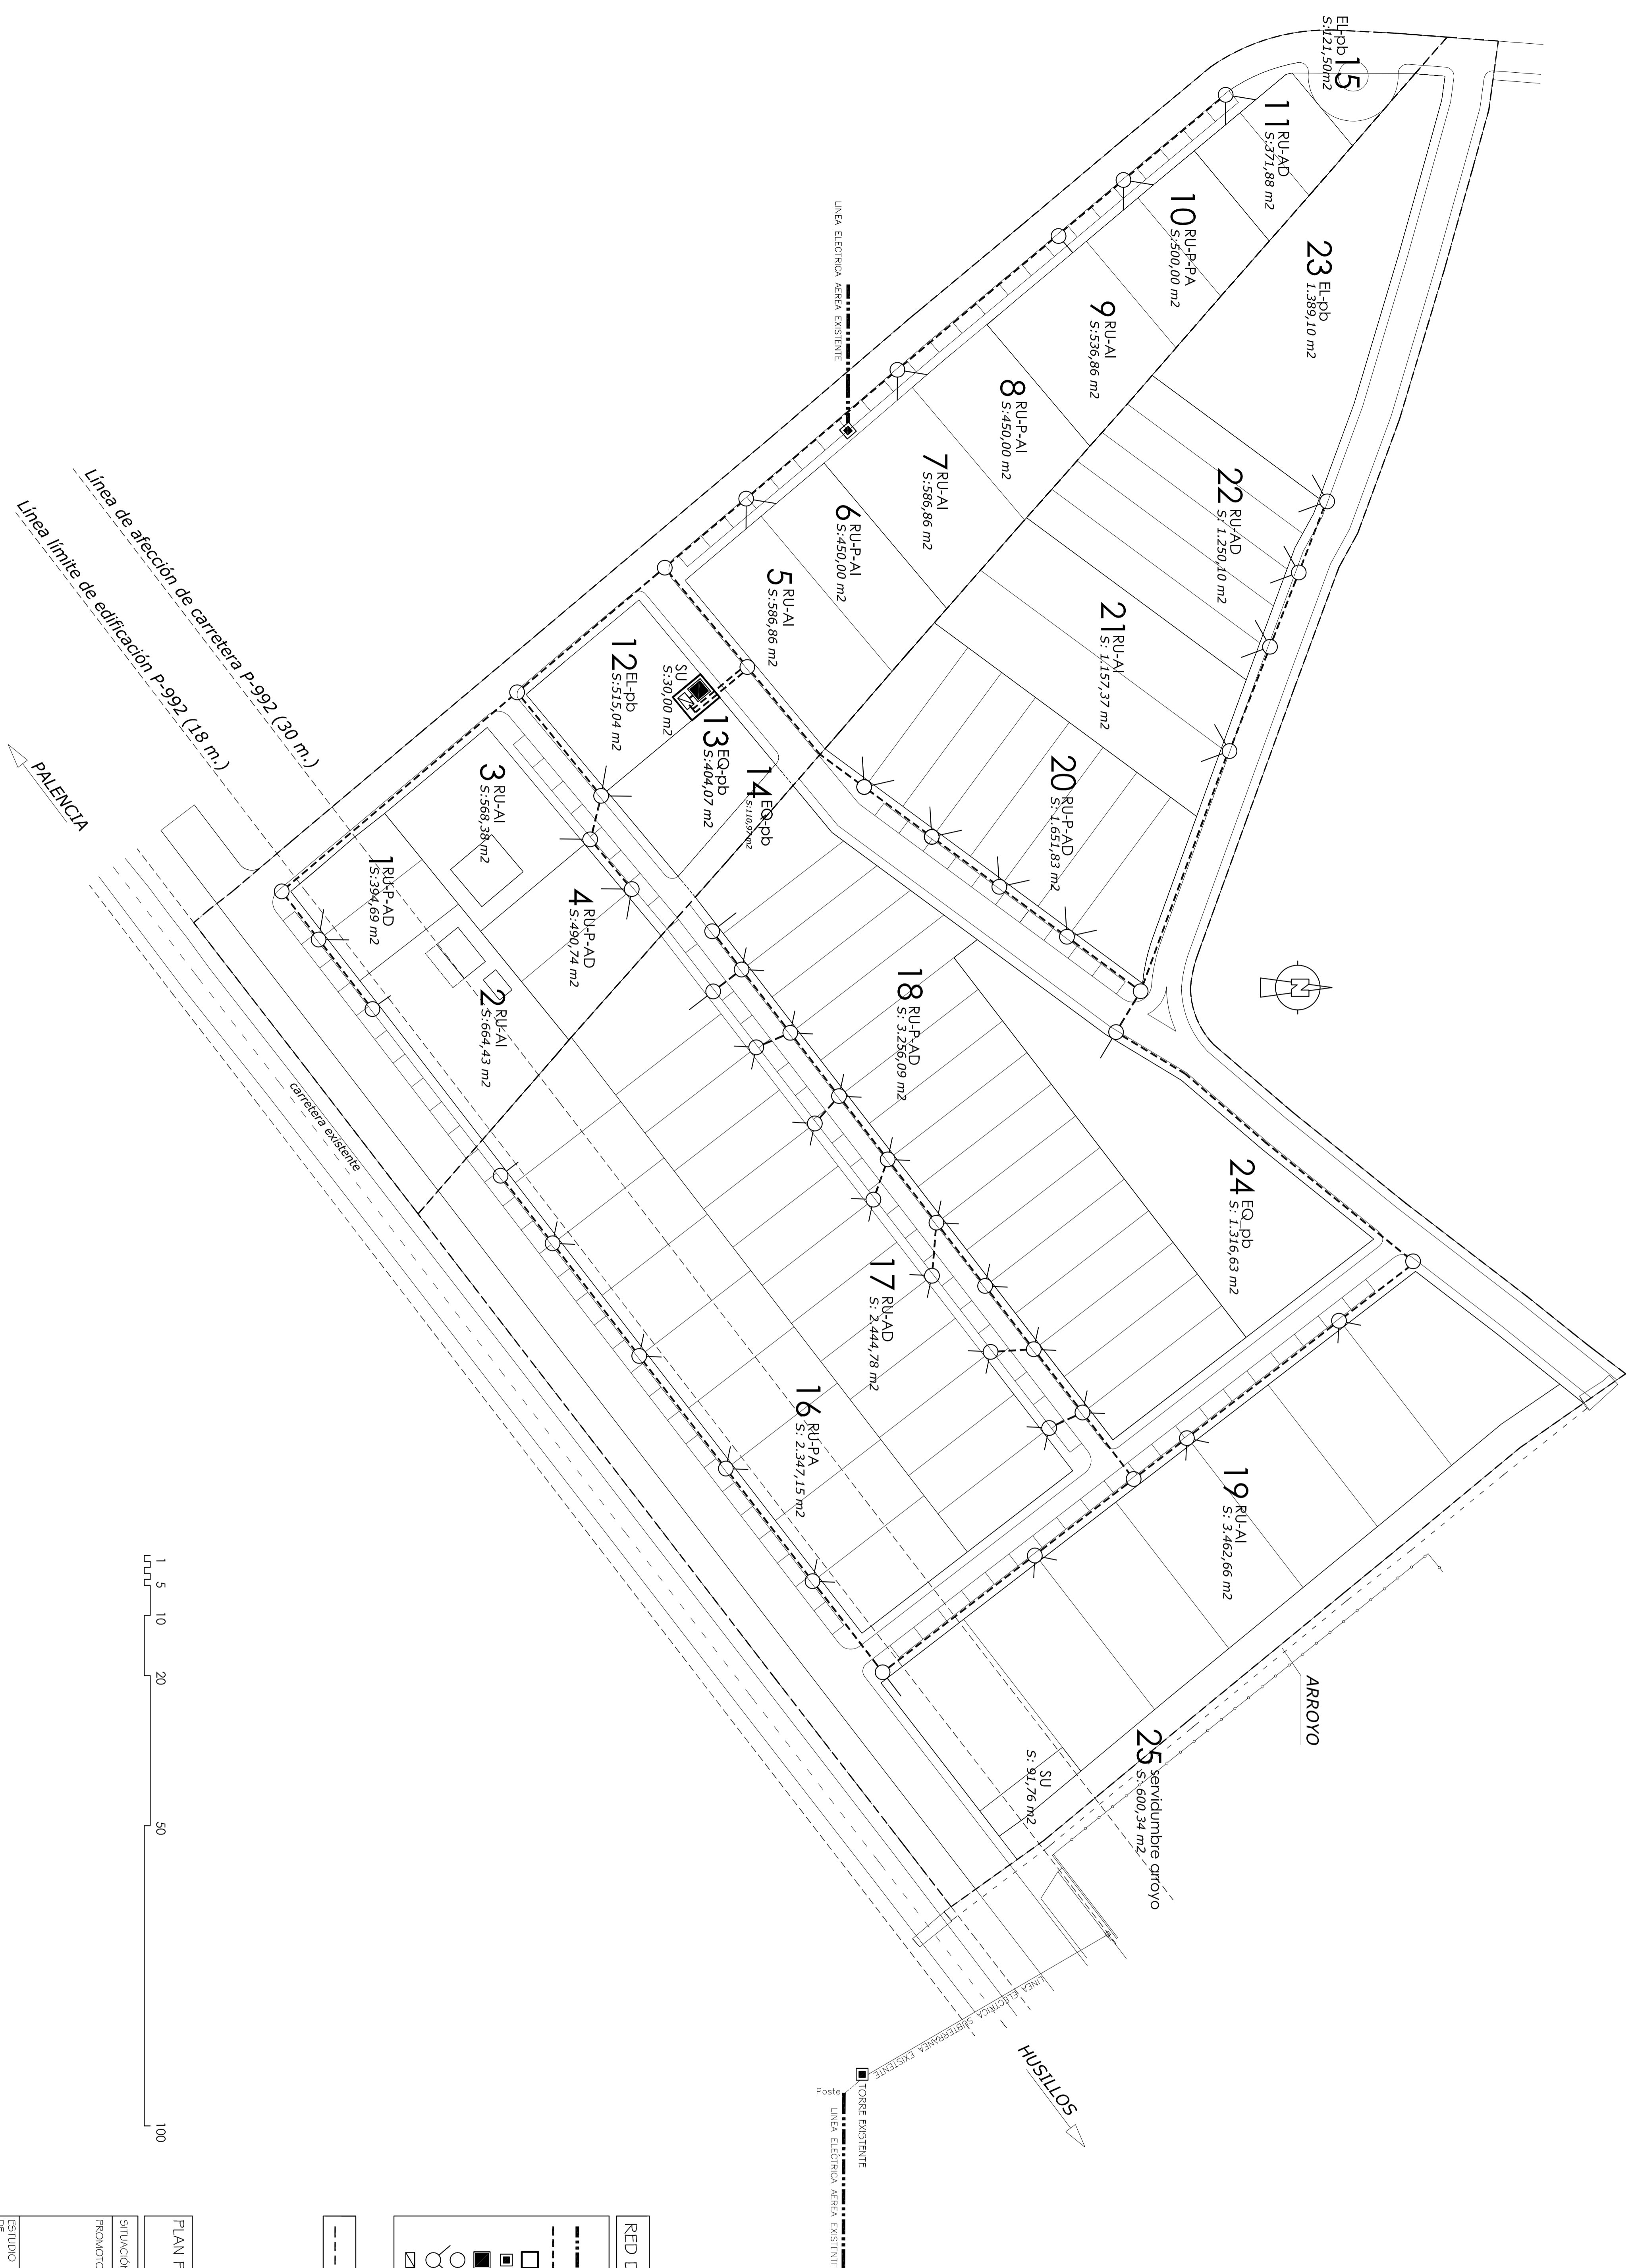 15
EL-pb
S:121,50m2
11
RU-AD
S:371,88 m2
10
RU-P-PA
S:500,00 m2
9
RU-AI
S:536,86 m2
8
RU-P-AI
S:450,00 m2
7
RU-AI
S:586,86 m2
6
RU-P-AI
S:450,00 m2
5
RU-AI
S:586,86 m2
23
EL-pb
1.389,10 m2
22
RU-AD
S: 1.250,10 m2
21
RU-AI
S: 1.157,37 m2
20
RU-P-AD
S: 1.651,83 m2
LINEA ELECTRICA AEREA EXISTENTE
12
EL-pb
S:515,04 m2
SU
S:30,00 m2
13
EQ-pb
S:404,07 m2
14
EQ-pb
S:110,97 m2
3
RU-AI
S:568,38 m2
1
RU-P-AD
S:394,69 m2
4
RU-P-AD
S:490,74 m2
2
RU-AI
S:664,43 m2
18
RU-P-AD
S: 3.256,09 m2
17
RU-AD
S: 2.444,78 m2
16
RU-PA
S: 2.347,15 m2
24
EQ_pb
S: 1.316,63 m2
19
RU-AI
S: 3.462,66 m2
25
servidumbre arroyo
S: 600,34 m2
SU
S: 91,76 m2
ARROYO
N
Línea de afección de carretera P-992 (30 m.)
Línea límite de edificación P-992 (18 m.)
PALENCIA
carretera existente
HUSILLOS
LINEA ELECTRICA SUBTERRANEA EXISTENTE
TORRE EXISTENTE
Poste
LINEA ELECTRICA AEREA EXISTENTE
1
5
10
20
50
100
RED D
PLAN P
SITUACIÓN
PROMOTO
ESTUDIO
DE